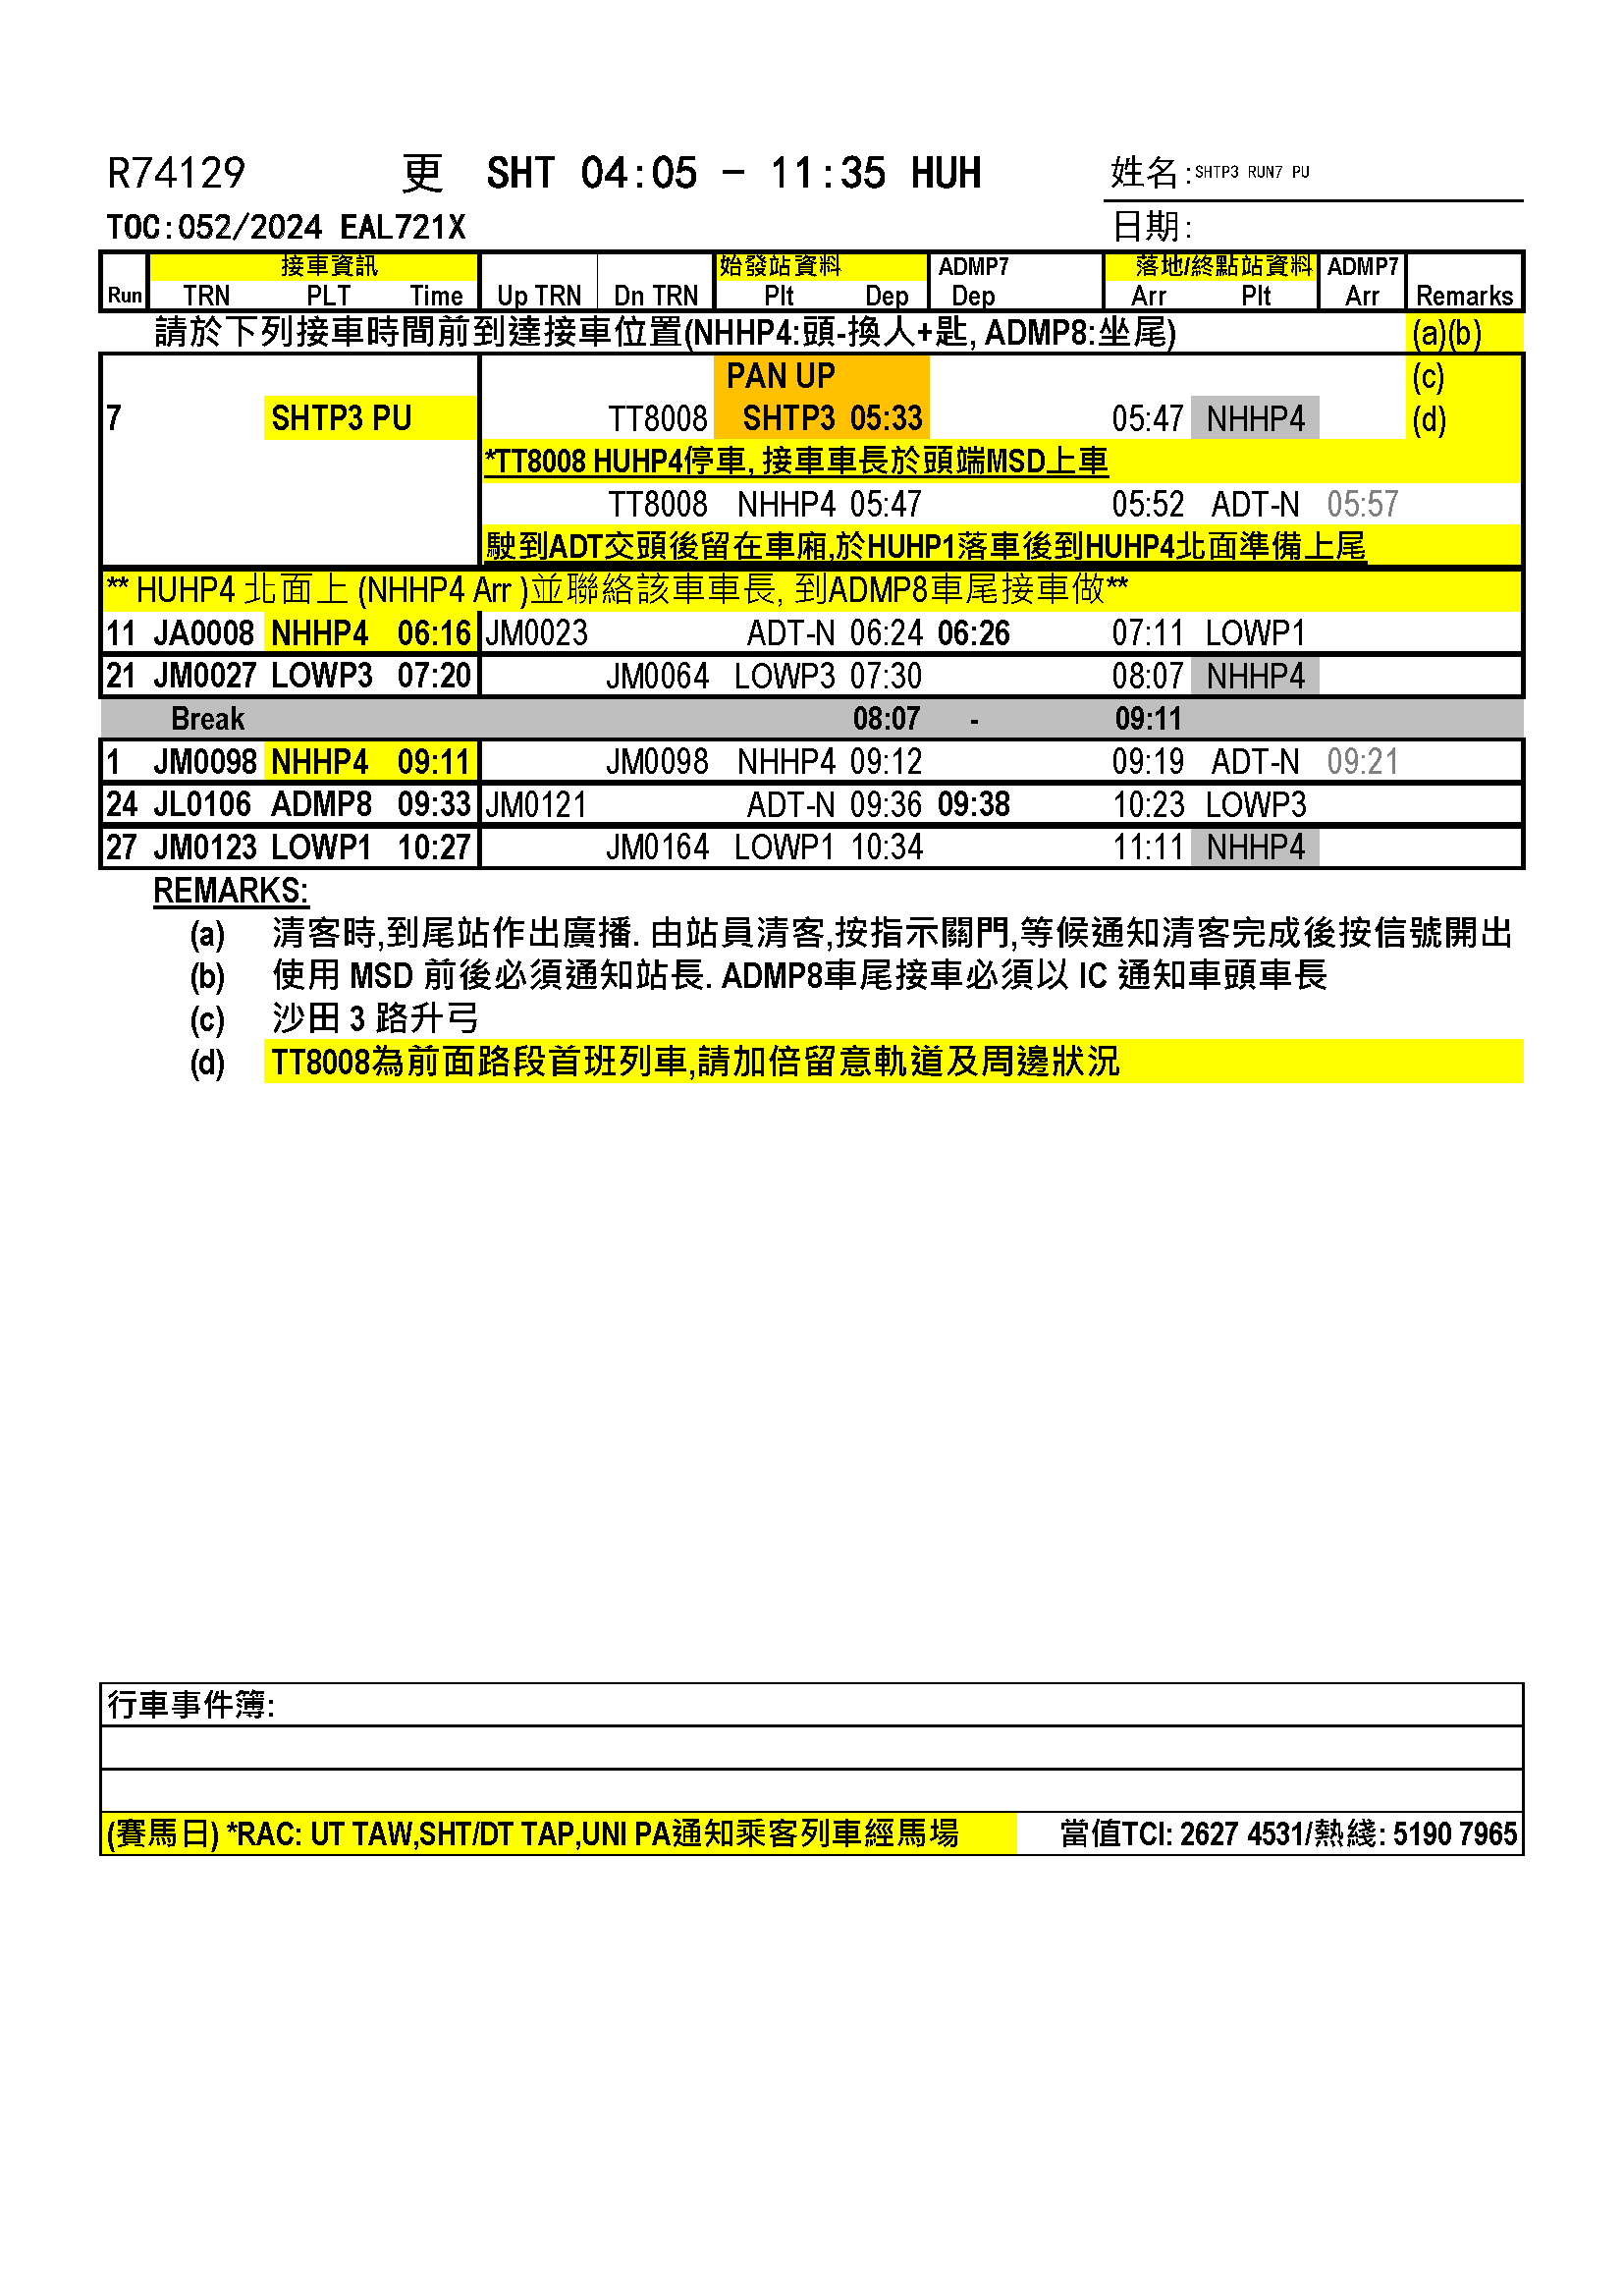 R74129 更 SHT 04:05 - 11:35 HUH 姓名:SHTP3 RUN7 PU
TOC:052/2024 EAL721X 日期:
接車資訊 始發站資料 ADMP7 落地/終點站資料 ADMP7
Run TRN PLT Time Up TRN Dn TRN Plt Dep Dep Arr Plt Arr Remarks
請於下列接車時間前到達接車位置(NHHP4:頭-換人+匙, ADMP8:坐尾) (a)(b)
PAN UP (c)
7 SHTP3 PU TT8008 SHTP3 05:33 05:47 NHHP4 (d)
*TT8008 HUHP4停車, 接車車長於頭端MSD上車
TT8008 NHHP4 05:47 05:52 ADT-N 05:57
駛到ADT交頭後留在車廂,於HUHP1落車後到HUHP4北面準備上尾
** HUHP4 北面上 (NHHP4 Arr )並聯絡該車車長, 到ADMP8車尾接車做**
11 JA0008 NHHP4 06:16 JM0023 ADT-N 06:24 06:26 07:11 LOWP1
21 JM0027 LOWP3 07:20 JM0064 LOWP3 07:30 08:07 NHHP4
Break 08:07 - 09:11
1 JM0098 NHHP4 09:11 JM0098 NHHP4 09:12 09:19 ADT-N 09:21
24 JL0106 ADMP8 09:33 JM0121 ADT-N 09:36 09:38 10:23 LOWP3
27 JM0123 LOWP1 10:27 JM0164 LOWP1 10:34 11:11 NHHP4
REMARKS:
(a) 清客時,到尾站作出廣播. 由站員清客,按指示關門,等候通知清客完成後按信號開出
(b) 使用 MSD 前後必須通知站長. ADMP8車尾接車必須以 IC 通知車頭車長
(c) 沙田 3 路升弓
(d) TT8008為前面路段首班列車,請加倍留意軌道及周邊狀況
行車事件簿:
(賽馬日) *RAC: UT TAW,SHT/DT TAP,UNI PA通知乘客列車經馬場 當值TCI: 2627 4531/熱綫: 5190 7965